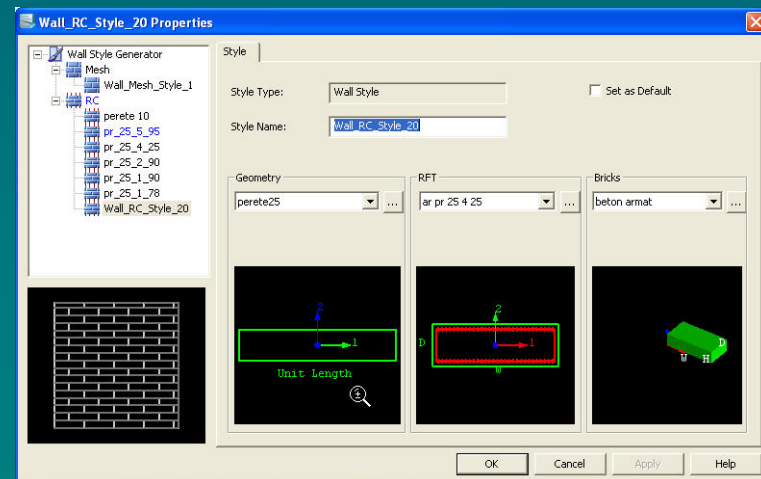 Wall_RC_Style_20 Properties
Wall Style Generator
Mesh
Wall_Mesh_Style_1
RC
perete 10
pr_25_5_95
pr_25_4_25
pr_25_2_90
pr_25_1_90
pr_25_1_78
Wall_RC_Style_20
Style
Style Type: Wall Style Set as Default
Style Name: Wall_RC_Style_20
Geometry RFT Bricks
perete25 ... ar pr 25 4 25 ... beton armat ...
2 2
1 D 1 D
W W H
Unit Length
OK Cancel Apply Help